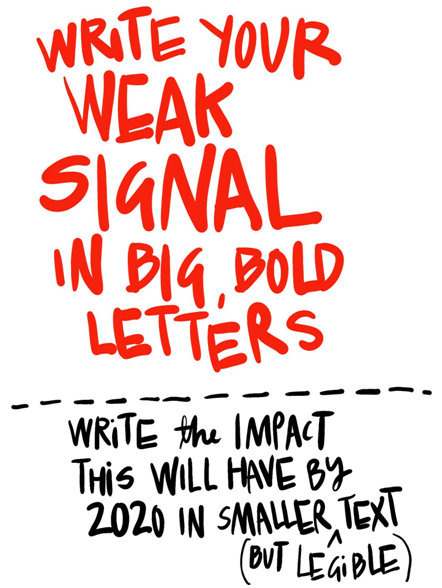 WRITE YOUR
WEAK
SIGNAL
IN BIG, BOLD
LETTERS
WRITE the IMPACT
THIS WILL HAVE BY
2020 IN SMALLER TEXT
(BUT LEGIBLE)